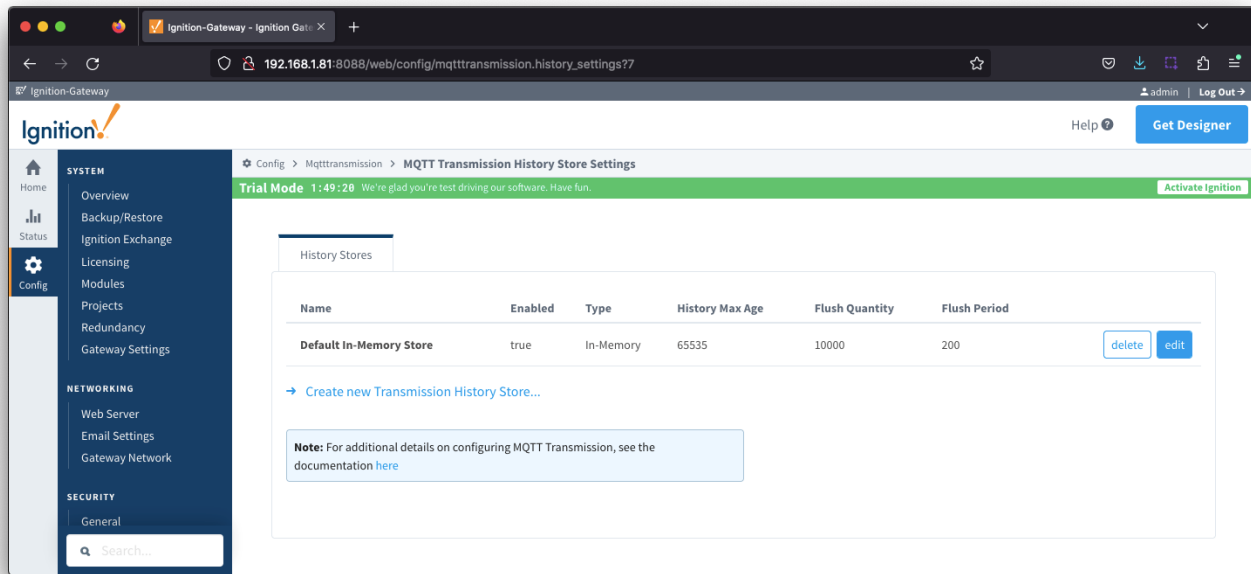 Ignition-Gateway - Ignition Gate
192.168.1.81:8088/web/config/mqtttransmission.history_settings?7
Ignition-Gateway
admin | Log Out
Ignition!
Help ?
Get Designer
Home
Status
Config
SYSTEM
Overview
Backup/Restore
Ignition Exchange
Licensing
Modules
Projects
Redundancy
Gateway Settings
NETWORKING
Web Server
Email Settings
Gateway Network
SECURITY
General
Search...
Config > Mqtttransmission > MQTT Transmission History Store Settings
Trial Mode 1:49:20 We're glad you're test driving our software. Have fun.
Activate Ignition
History Stores
Name Enabled Type History Max Age Flush Quantity Flush Period
Default In-Memory Store true In-Memory 65535 10000 200 delete edit
→ Create new Transmission History Store...
Note: For additional details on configuring MQTT Transmission, see the
documentation here